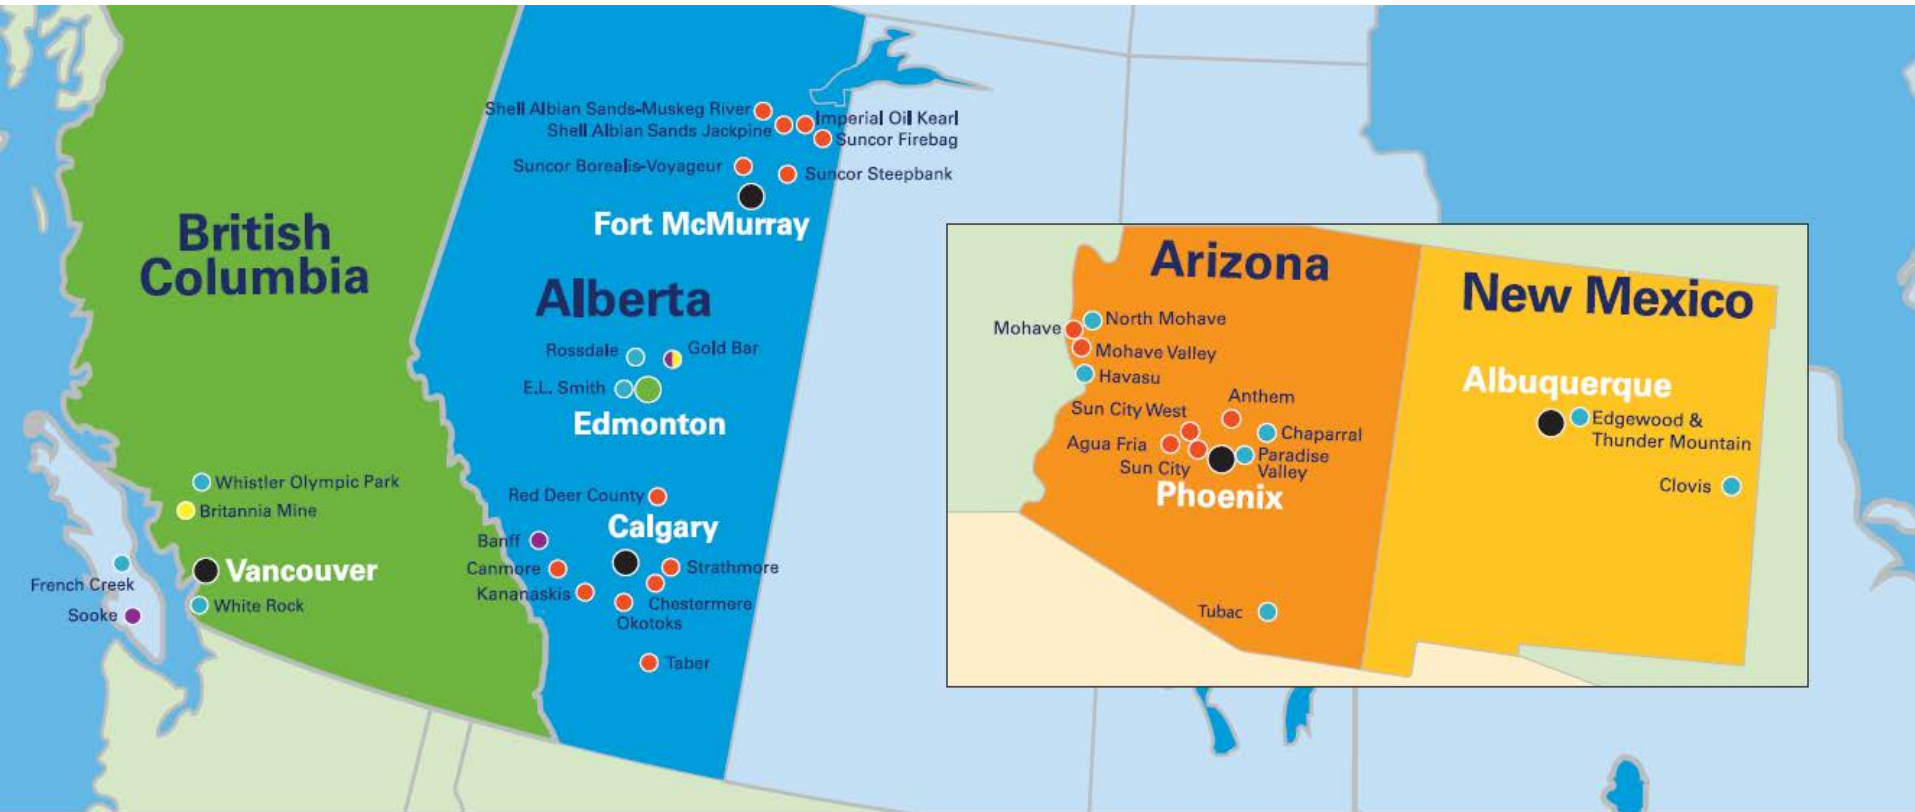 Shell Albian Sands-Muskeg River
Imperial Oil Kearl
Shell Albian Sands Jackpine
Suncor Firebag
Suncor Borealis-Voyageur
Suncor Steepbank
Fort McMurray
British
Columbia
Alberta
Rossdale
Gold Bar
E.L. Smith
Edmonton
Whistler Olympic Park
Britannia Mine
Vancouver
French Creek
White Rock
Sooke
Red Deer County
Calgary
Banff
Canmore
Strathmore
Kananaskis
Chestermere
Okotoks
Taber
Arizona
New Mexico
North Mohave
Mohave
Mohave Valley
Havasu
Anthem
Sun City West
Chaparral
Agua Fria
Paradise
Valley
Sun City
Phoenix
Tubac
Albuquerque
Edgewood &
Thunder Mountain
Clovis